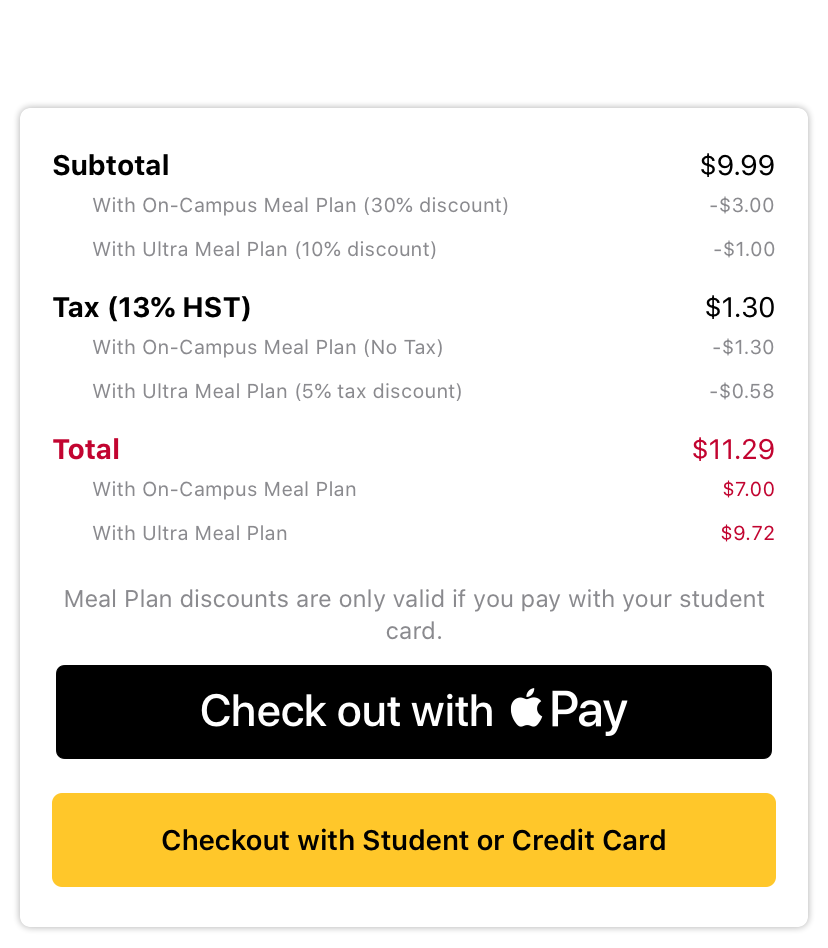 Subtotal $9.99
With On-Campus Meal Plan (30% discount) -$3.00
With Ultra Meal Plan (10% discount) -$1.00
Tax (13% HST) $1.30
With On-Campus Meal Plan (No Tax) -$1.30
With Ultra Meal Plan (5% tax discount) -$0.58
Total $11.29
With On-Campus Meal Plan $7.00
With Ultra Meal Plan $9.72
Meal Plan discounts are only valid if you pay with your student
card.
Check out with Pay
Checkout with Student or Credit Card